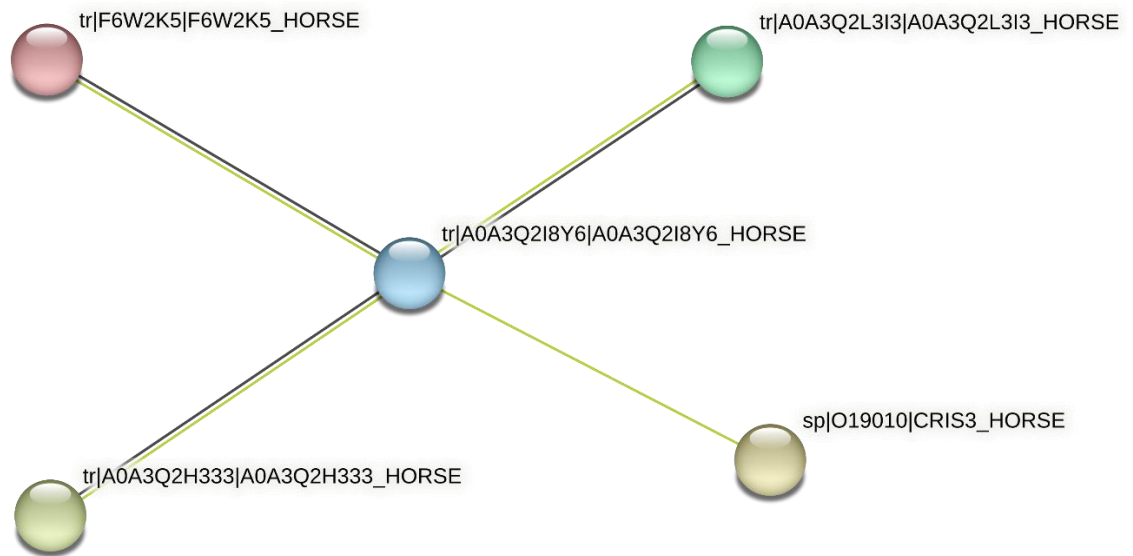 tr|F6W2K5|F6W2K5_HORSE
tr|A0A3Q2L3I3|A0A3Q2L3I3_HORSE
tr|A0A3Q2I8Y6|A0A3Q2I8Y6_HORSE
sp|O19010|CRIS3_HORSE
tr|A0A3Q2H333|A0A3Q2H333_HORSE